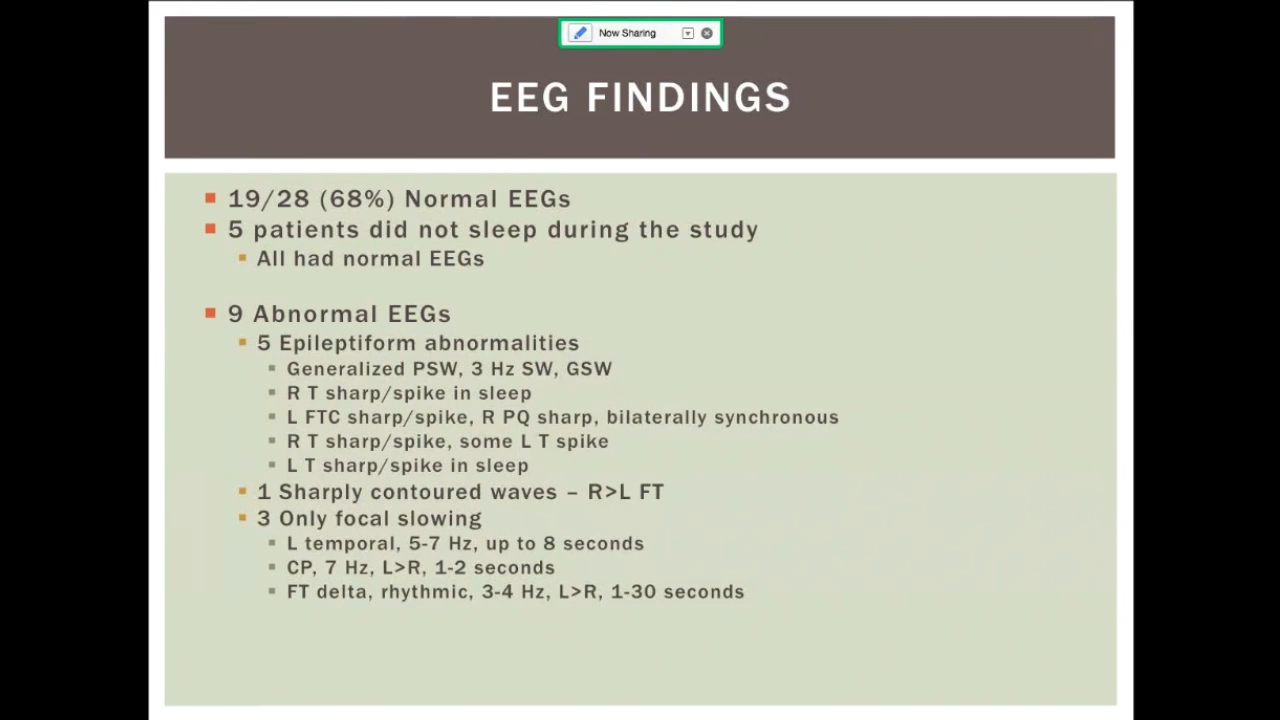 Now Sharing
EEG FINDINGS
19/28 (68%) Normal EEGs
5 patients did not sleep during the study
All had normal EEGs
9 Abnormal EEGs
5 Epileptiform abnormalities
Generalized PSW, 3 Hz SW, GSW
R T sharp/spike in sleep
L FTC sharp/spike, R PQ sharp, bilaterally synchronous
R T sharp/spike, some L T spike
L T sharp/spike in sleep
1 Sharply contoured waves – R>L FT
3 Only focal slowing
L temporal, 5-7 Hz, up to 8 seconds
CP, 7 Hz, L>R, 1-2 seconds
FT delta, rhythmic, 3-4 Hz, L>R, 1-30 seconds